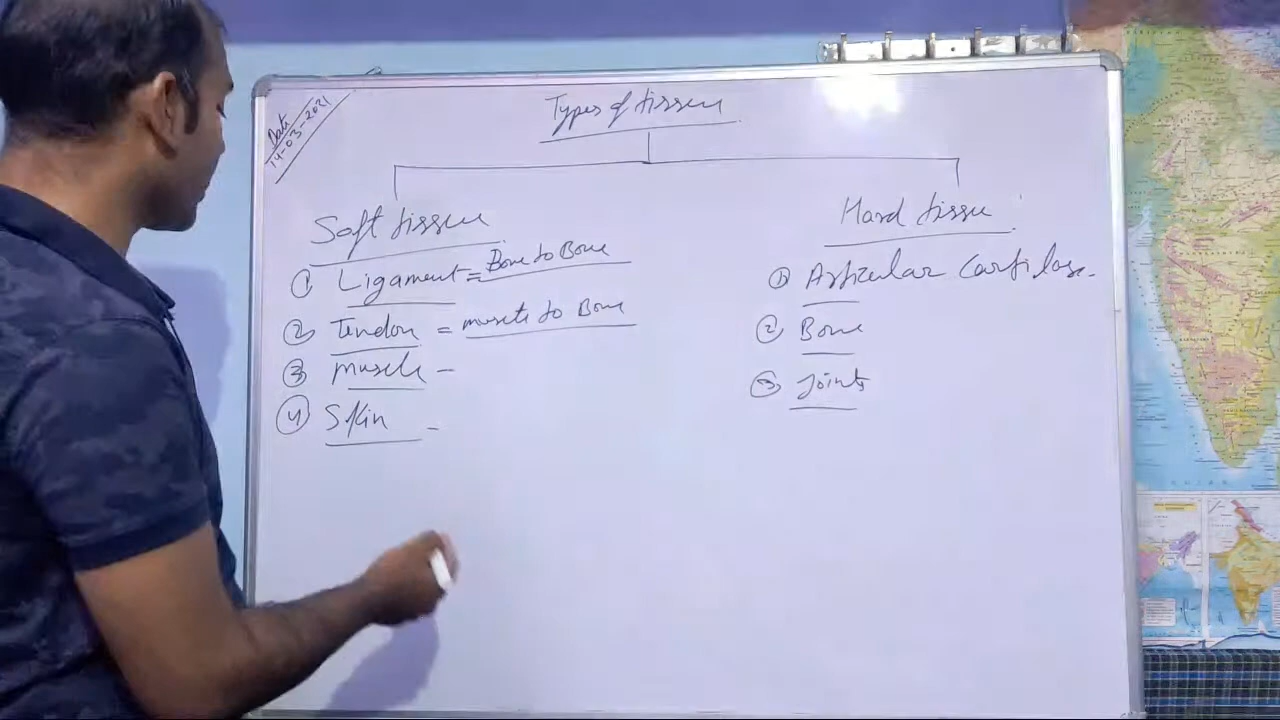 Date
14-03-2021
Types of tissue
Soft tissue
① Ligament = Bone to Bone
② Tendon = muscle to Bone
③ muscle -
④ Skin -
Hard tissue
① Articular Cartilage.
② Bone
③ Joints